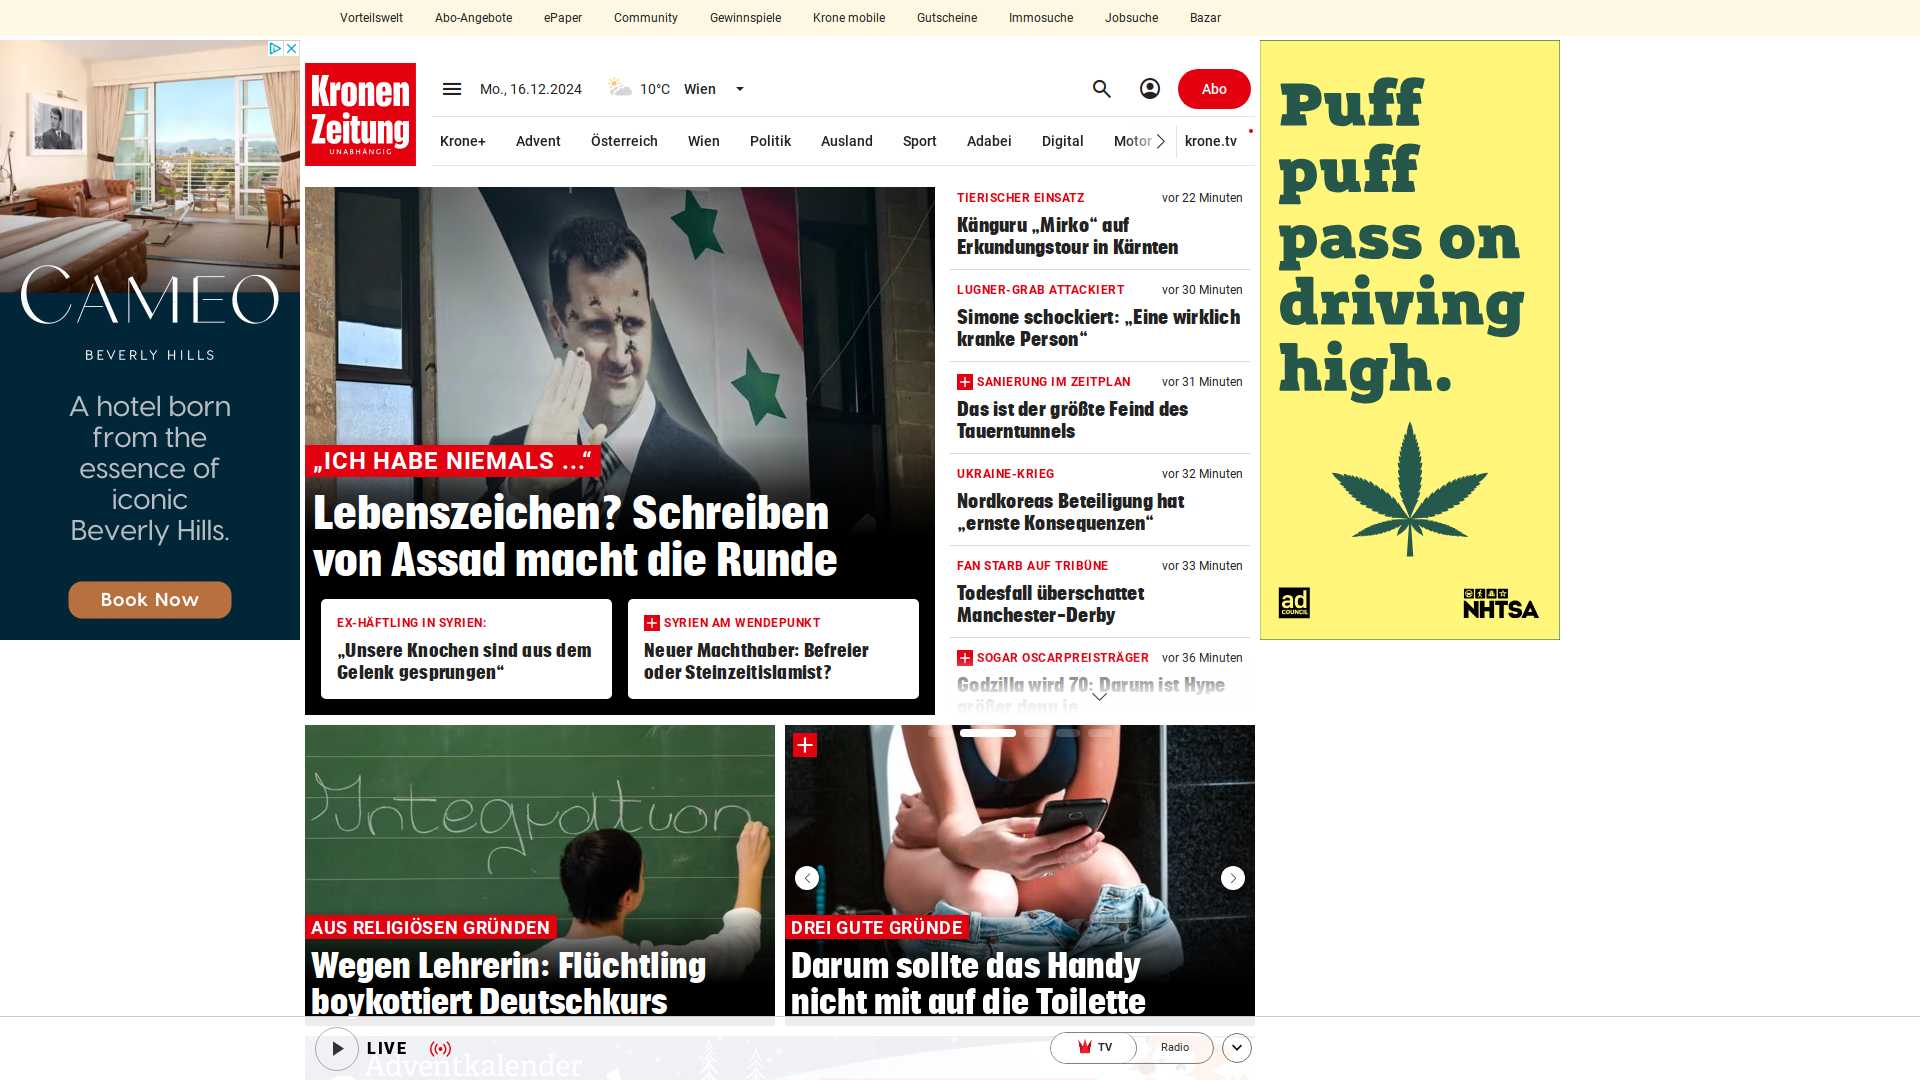 Vorteilswelt Abo-Angebote ePaper Community Gewinnspiele Krone mobile Gutscheine Immosuche Jobsuche Bazar
Kronen
Zeitung
UNABHÄNGIG
Mo., 16.12.2024 10°C Wien
Abo
Krone+ Advent Österreich Wien Politik Ausland Sport Adabei Digital Motor krone.tv
CAMEO
BEVERLY HILLS
A hotel born
from the
essence of
iconic
Beverly Hills.
Book Now
„ICH HABE NIEMALS ...“
Lebenszeichen? Schreiben
von Assad macht die Runde
EX-HÄFTLING IN SYRIEN:
„Unsere Knochen sind aus dem
Gelenk gesprungen“
SYRIEN AM WENDEPUNKT
Neuer Machthaber: Befreier
oder Steinzeitislamist?
TIERISCHER EINSATZ vor 22 Minuten
Känguru „Mirko“ auf
Erkundungstour in Kärnten
LUGNER-GRAB ATTACKIERT vor 30 Minuten
Simone schockiert: „Eine wirklich
kranke Person“
SANIERUNG IM ZEITPLAN vor 31 Minuten
Das ist der größte Feind des
Tauerntunnels
UKRAINE-KRIEG vor 32 Minuten
Nordkoreas Beteiligung hat
„ernste Konsequenzen“
FAN STARB AUF TRIBÜNE vor 33 Minuten
Todesfall überschattet
Manchester-Derby
SOGAR OSCARPREISTRÄGER vor 36 Minuten
Godzilla wird 70: Darum ist Hype
größer denn je
Puff
puff
pass on
driving
high.
ad
COUNCIL
NHTSA
Integration
AUS RELIGIÖSEN GRÜNDEN
Wegen Lehrerin: Flüchtling
boykottiert Deutschkurs
DREI GUTE GRÜNDE
Darum sollte das Handy
nicht mit auf die Toilette
LIVE
TV Radio
Adventkalender